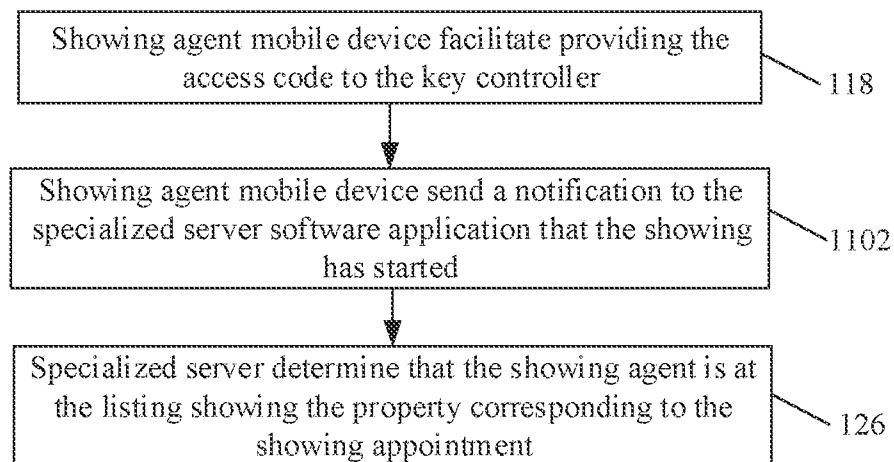 Showing agent mobile device facilitate providing the
access code to the key controller
118
Showing agent mobile device send a notification to the
specialized server software application that the showing
has started
1102
Specialized server determine that the showing agent is at
the listing showing the property corresponding to the
showing appointment
126